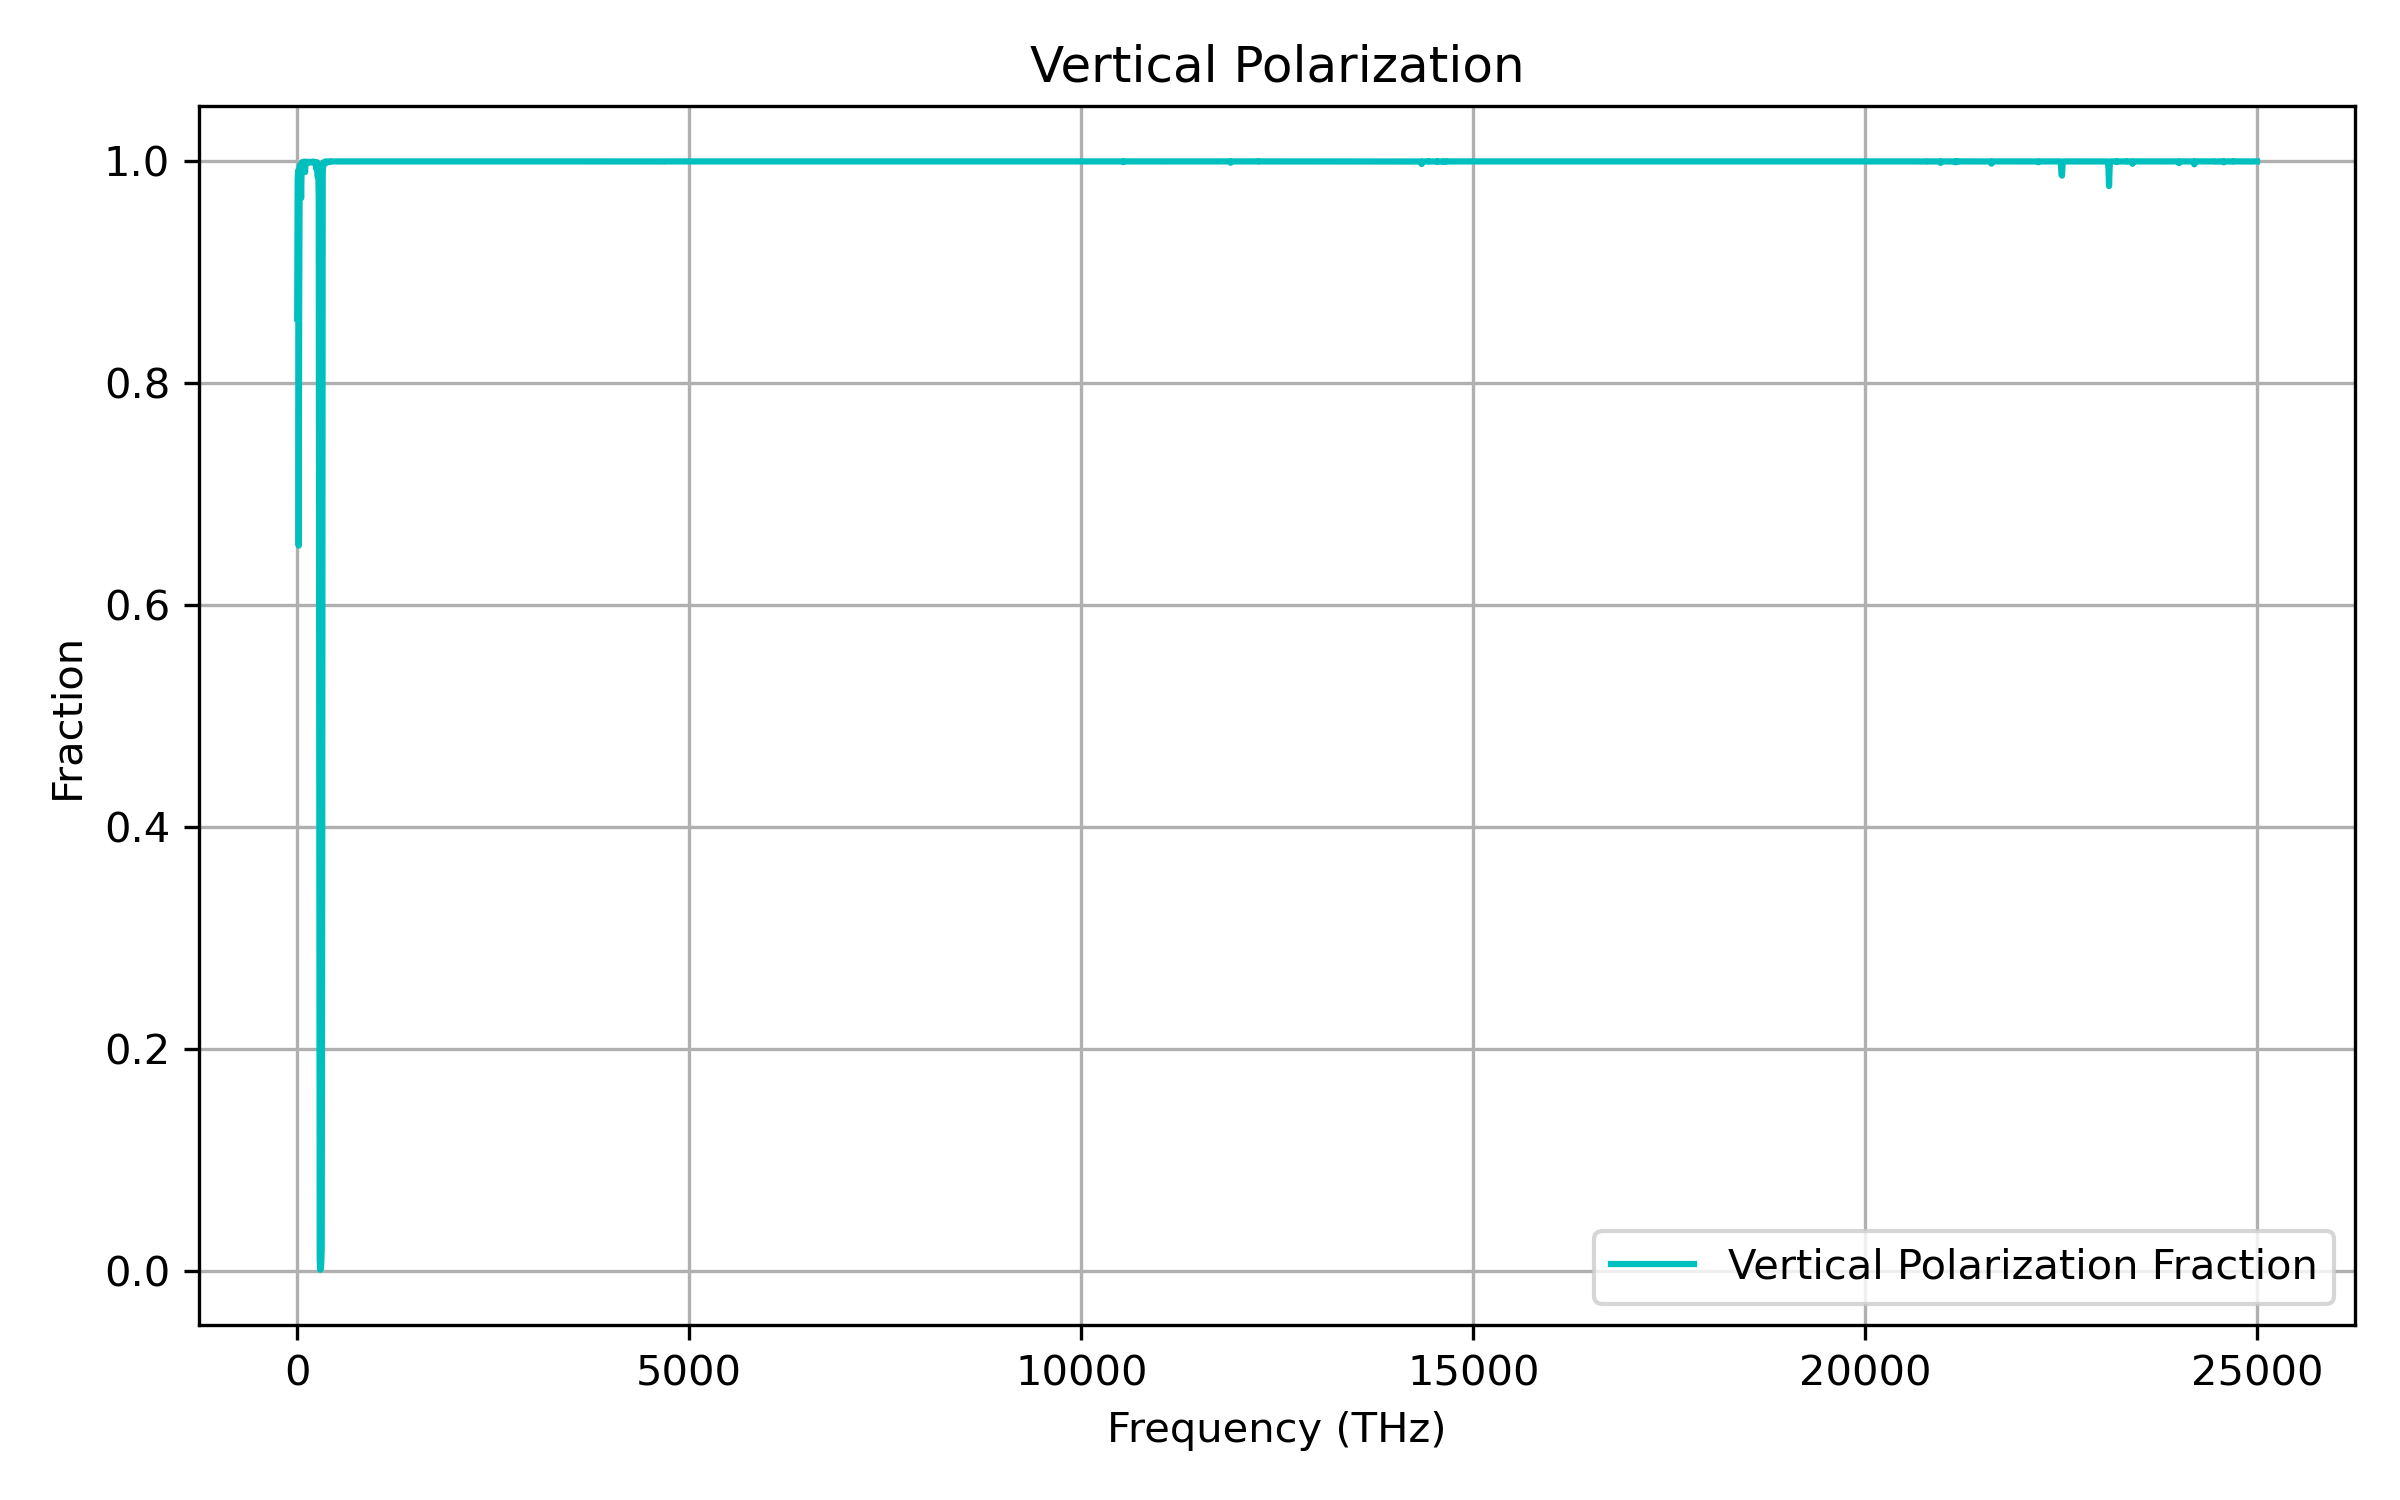 Vertical Polarization
1.0
0.8
0.6
0.4
0.2
0.0
Fraction
Vertical Polarization Fraction
0 5000 10000 15000 20000 25000
Frequency (THz)